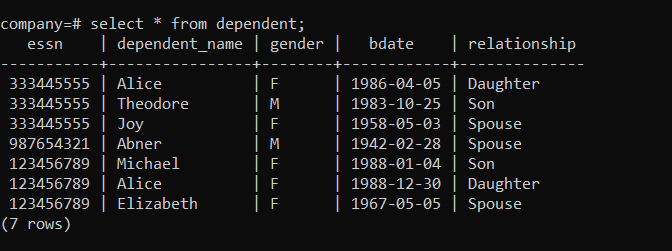 company=# select * from dependent;
   essn    | dependent_name | gender |   bdate    | relationship
-----------+----------------+--------+------------+--------------
 333445555 | Alice          | F      | 1986-04-05 | Daughter
 333445555 | Theodore       | M      | 1983-10-25 | Son
 333445555 | Joy            | F      | 1958-05-03 | Spouse
 987654321 | Abner          | M      | 1942-02-28 | Spouse
 123456789 | Michael        | F      | 1988-01-04 | Son
 123456789 | Alice          | F      | 1988-12-30 | Daughter
 123456789 | Elizabeth      | F      | 1967-05-05 | Spouse
(7 rows)